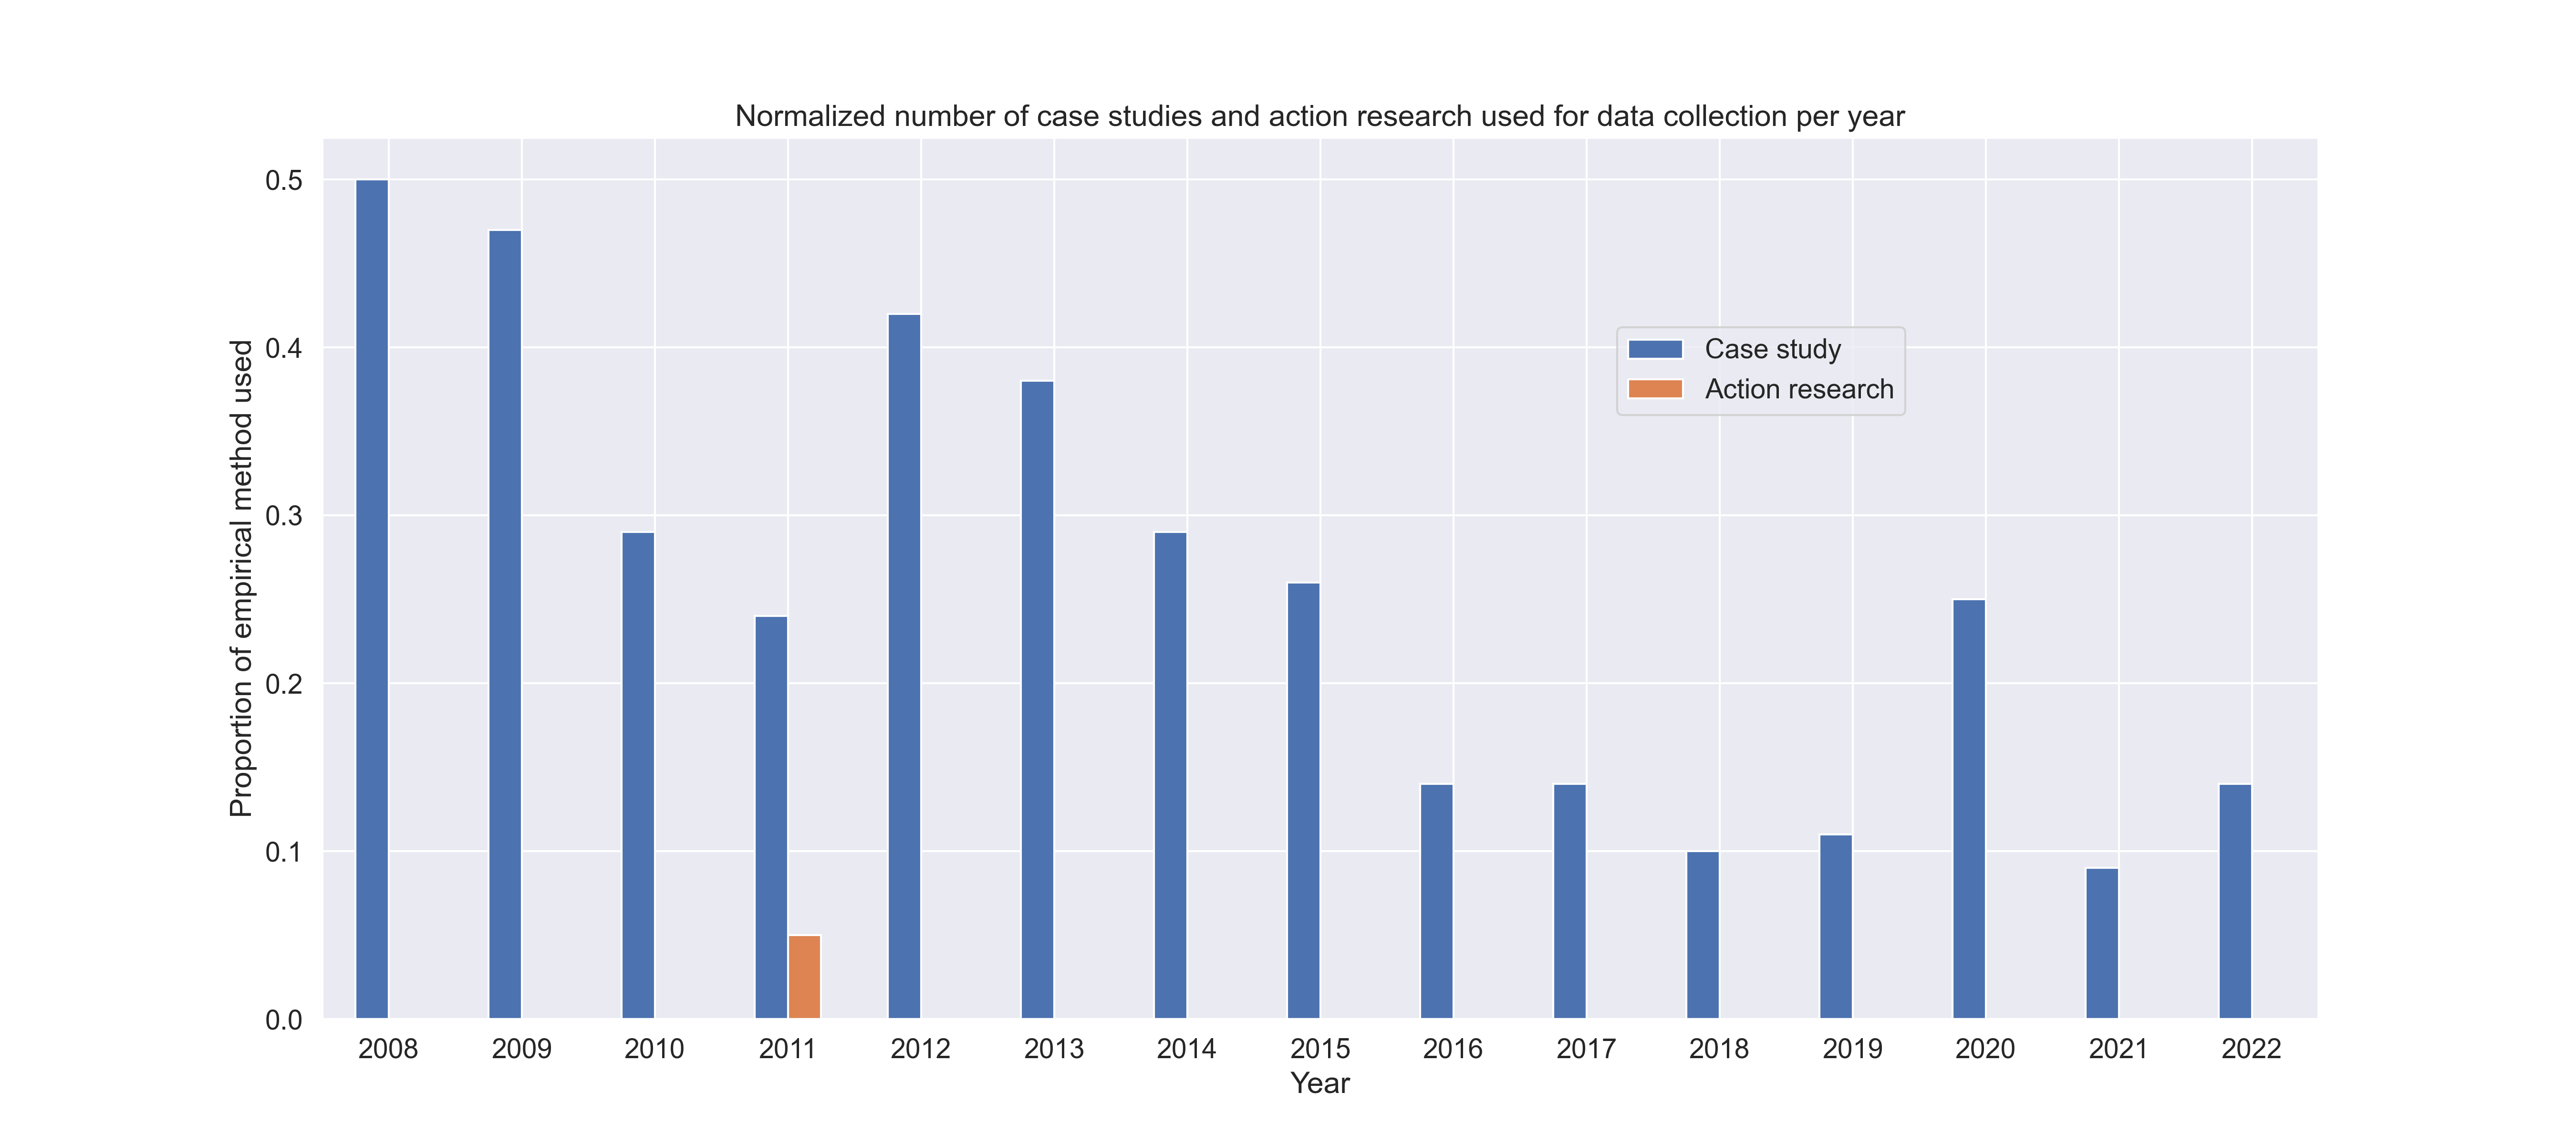 Normalized number of case studies and action research used for data collection per year
Proportion of empirical method used
0.5
0.4
0.3
0.2
0.1
0.0
Case study
Action research
2008 2009 2010 2011 2012 2013 2014 2015 2016 2017 2018 2019 2020 2021 2022
Year